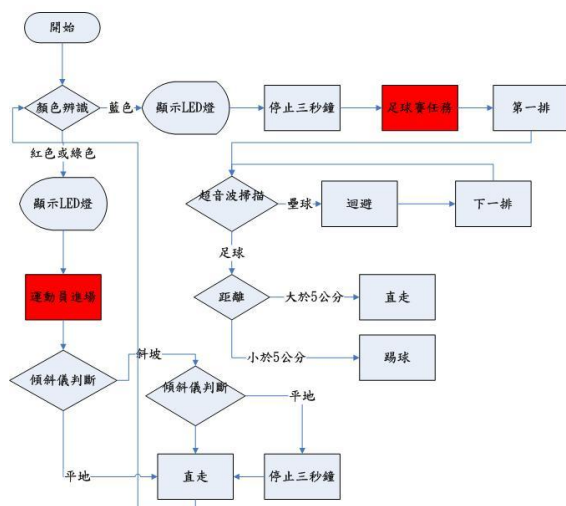 開始
顏色辨識
藍色
顯示LED燈
停止三秒鐘
足球賽任務
第一排
紅色或綠色
顯示LED燈
超音波掃描
壘球
迴避
下一排
足球
運動員進場
距離
大於5公分
直走
小於5公分
踢球
傾斜儀判斷
斜坡
傾斜儀判斷
平地
平地
直走
停止三秒鐘